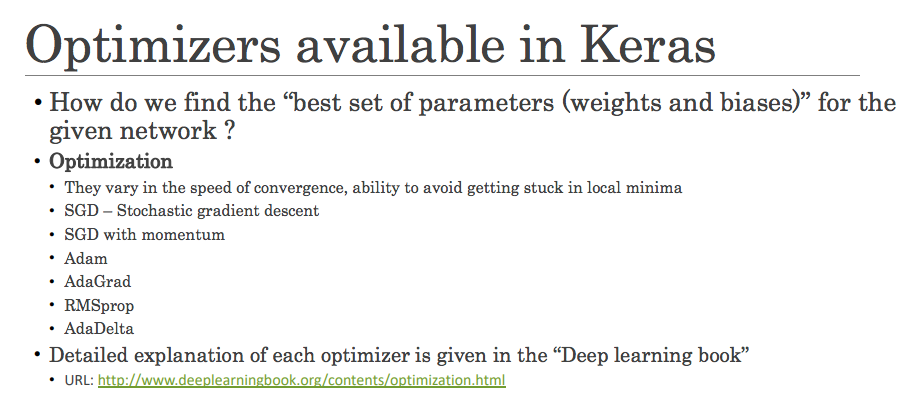 Optimizers available in Keras
• How do we find the “best set of parameters (weights and biases)” for the
given network ?
• Optimization
• They vary in the speed of convergence, ability to avoid getting stuck in local minima
• SGD – Stochastic gradient descent
• SGD with momentum
• Adam
• AdaGrad
• RMSprop
• AdaDelta
• Detailed explanation of each optimizer is given in the “Deep learning book”
• URL: http://www.deeplearningbook.org/contents/optimization.html